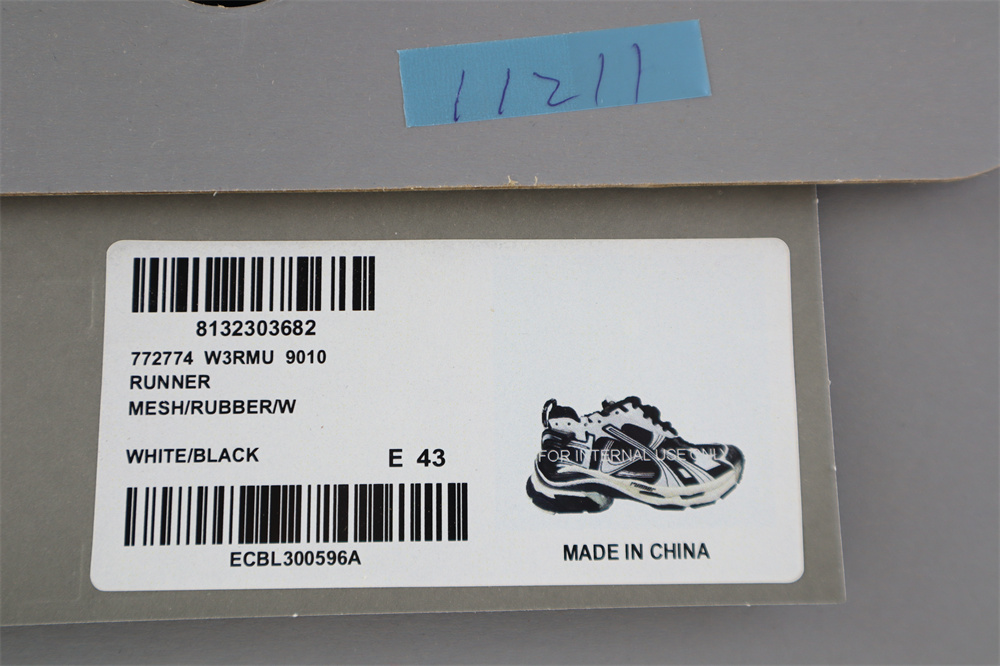 11211
8132303682
772774 W3RMU 9010
RUNNER
MESH/RUBBER/W
WHITE/BLACK E 43
ECBL300596A
FOR INTERNAL USE ONLY
MADE IN CHINA